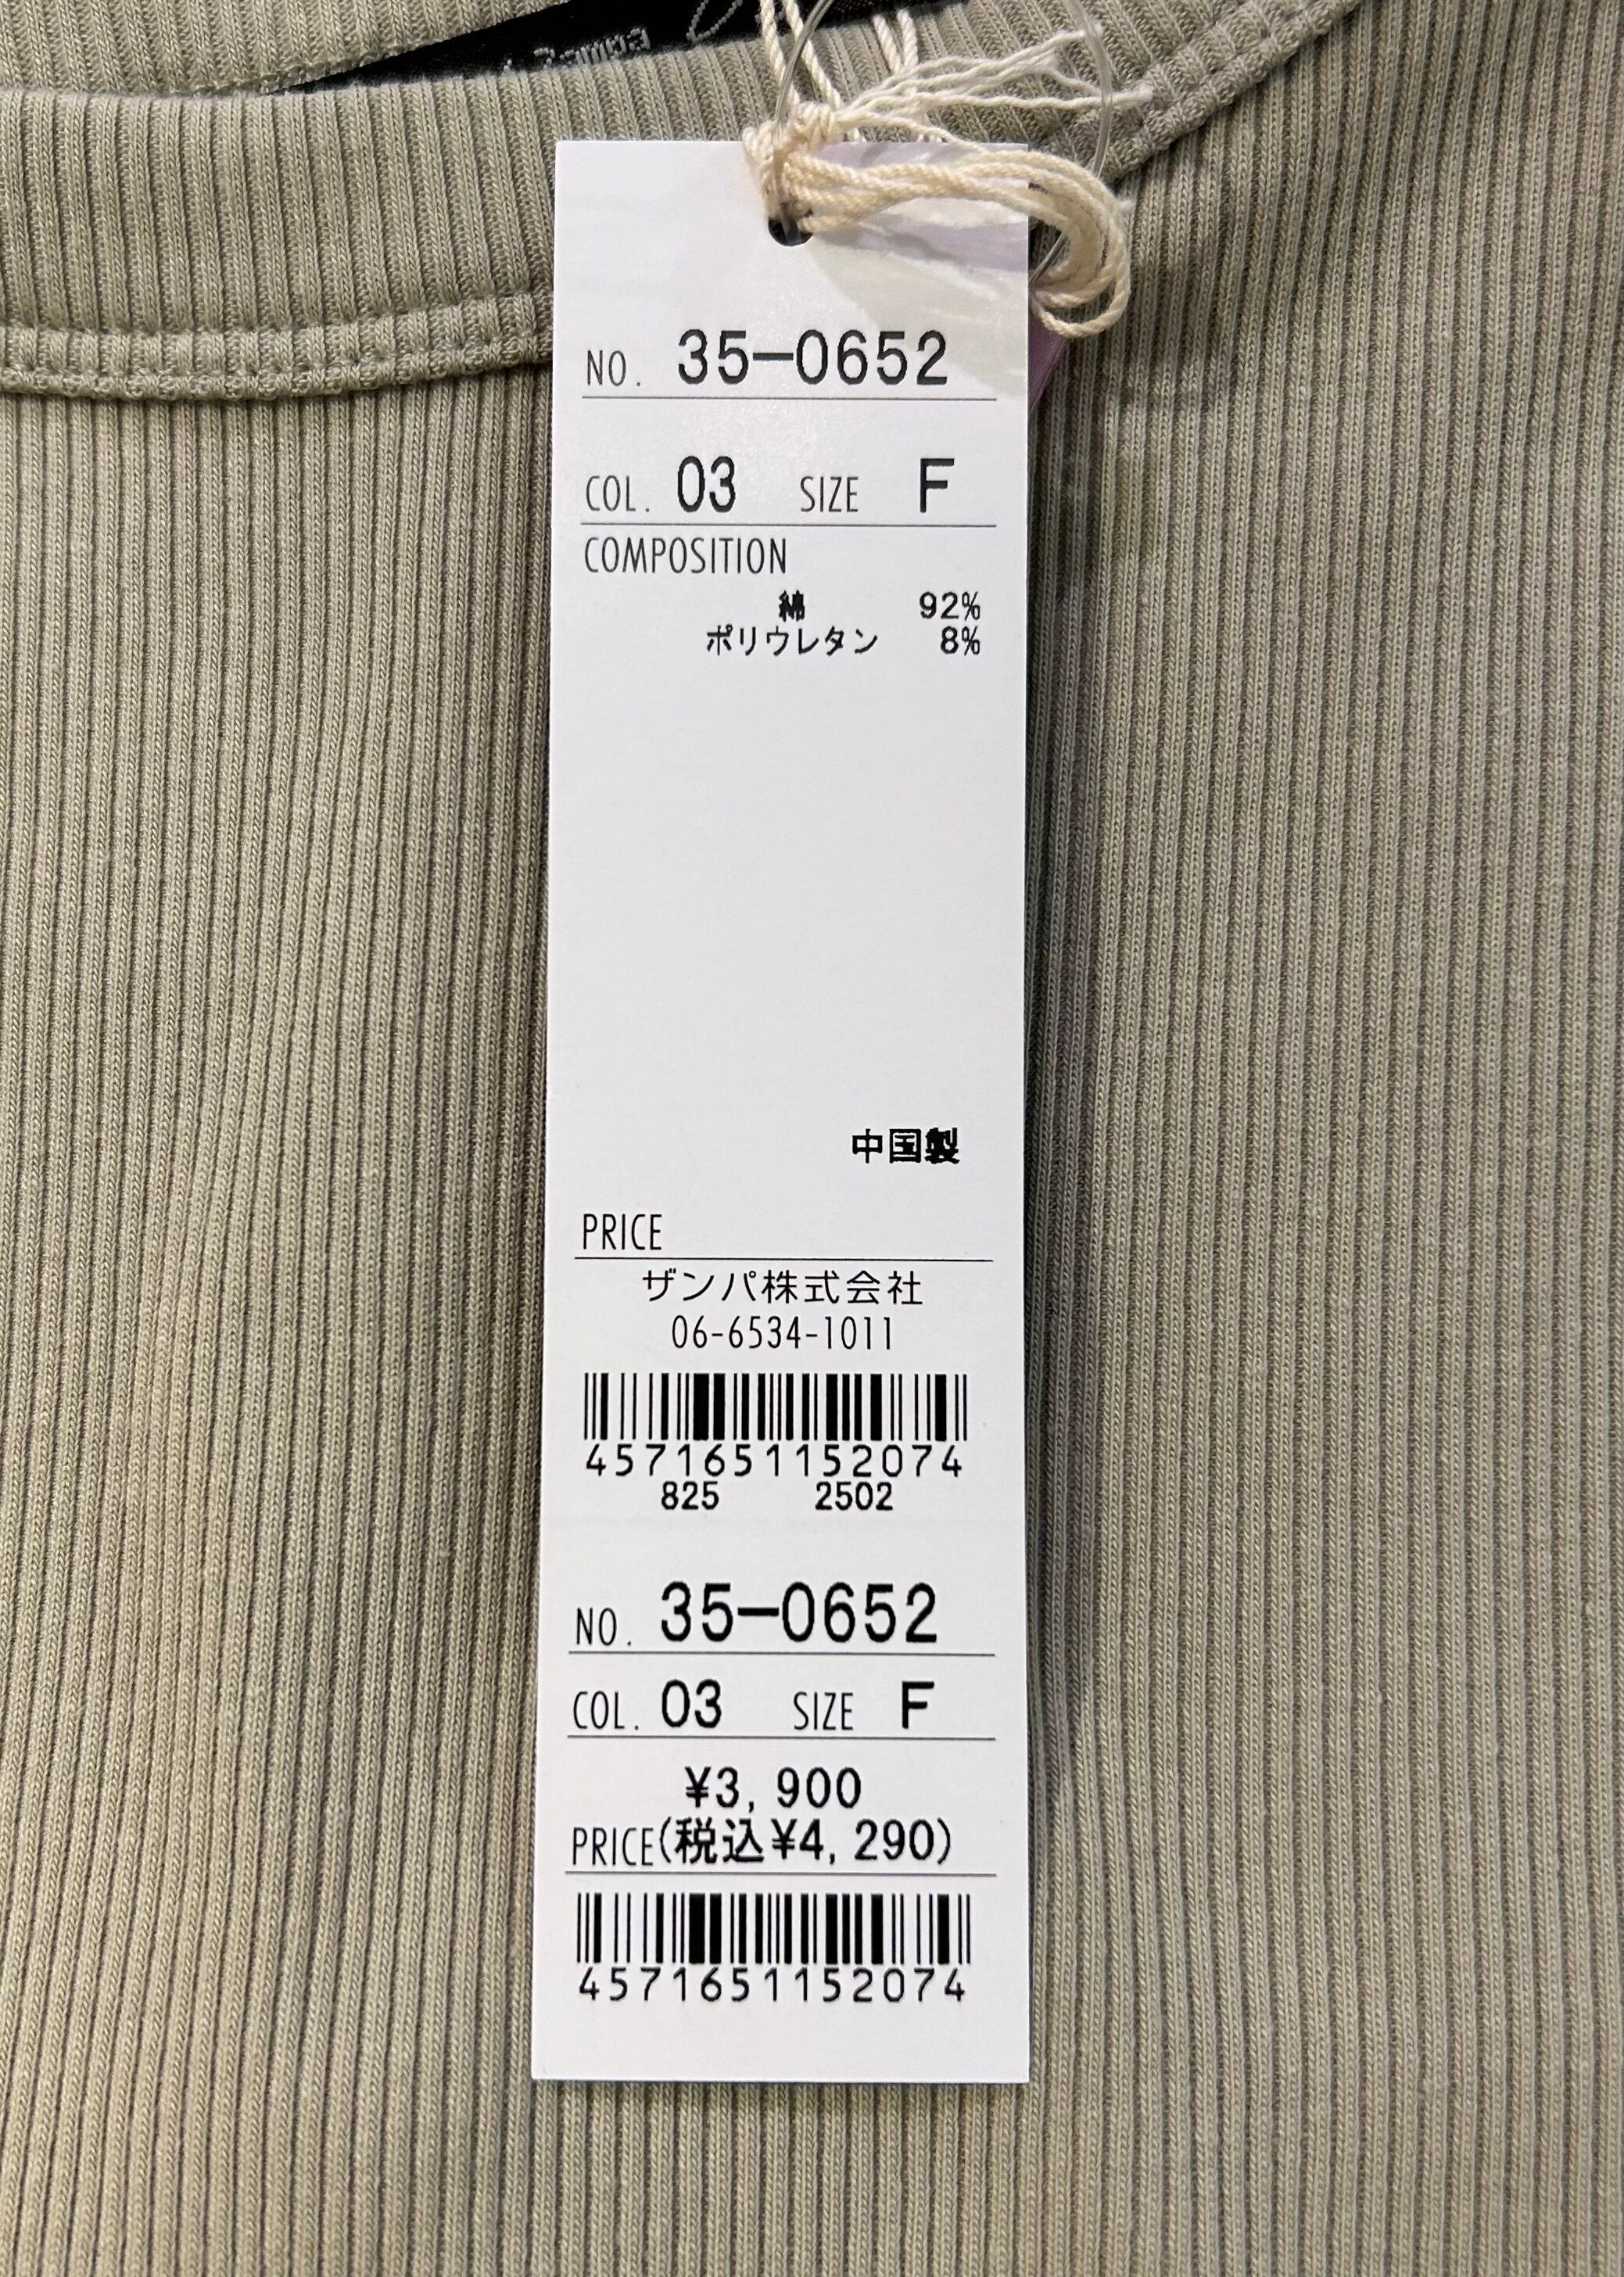 NO. 35-0652
COL. 03 SIZE F
COMPOSITION
綿 92%
ポリウレタン 8%
中国製
PRICE
ザンパ株式会社
06-6534-1011
4571651152074
825 2502
NO. 35-0652
COL. 03 SIZE F
¥3,900
PRICE(税込¥4,290)
4571651152074